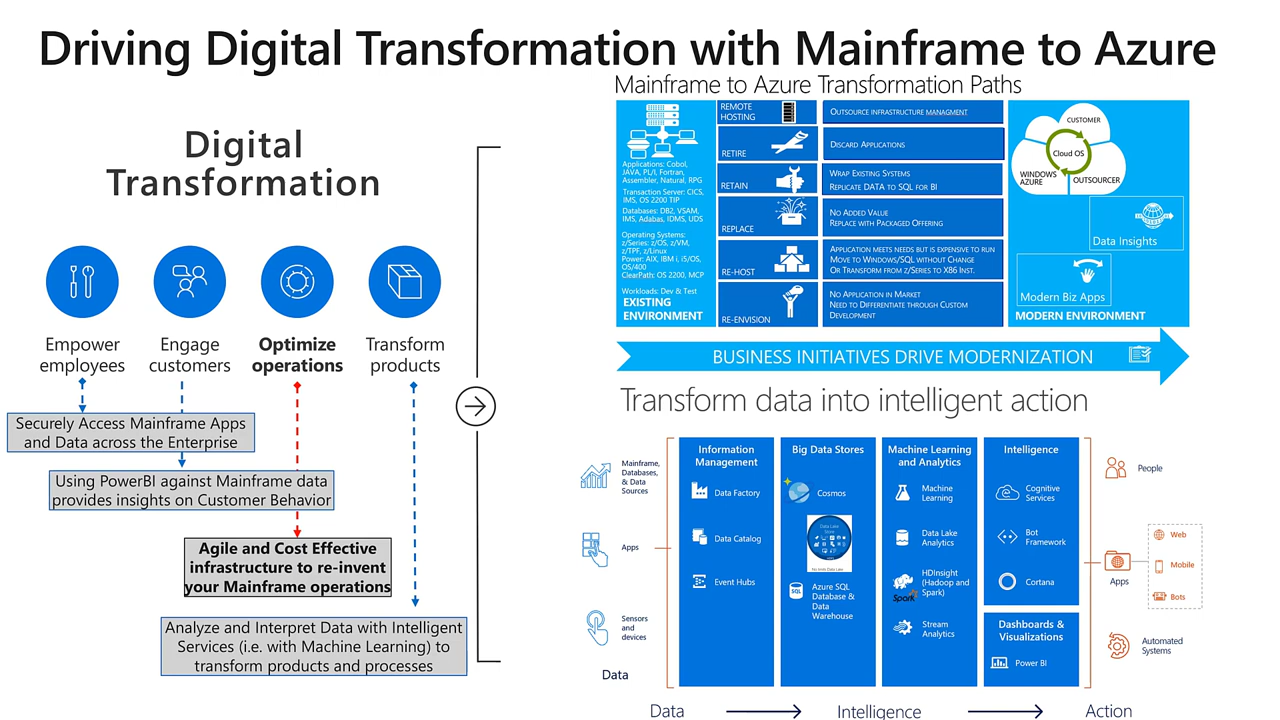 Driving Digital Transformation with Mainframe to Azure
Digital
Transformation
Empower
employees
Engage
customers
Optimize
operations
Transform
products
Securely Access Mainframe Apps
and Data across the Enterprise
Using PowerBI against Mainframe data
provides insights on Customer Behavior
Agile and Cost Effective
infrastructure to re-invent
your Mainframe operations
Analyze and Interpret Data with Intelligent
Services (i.e. with Machine Learning) to
transform products and processes
Mainframe to Azure Transformation Paths
Applications: Cobol,
JAVA, PL/I, Fortran,
Assembler, Natural, RPG
Transaction Server: CICS,
IMS, OS 2200 TIP
Databases: DB2, VSAM,
IMS, Adabas, IDMS, UDS
Operating Systems:
z/Series: z/OS, z/VM,
z/TPF, z/Linux
Power: AIX, IBM i, i5/OS,
OS/400
ClearPath: OS 2200, MCP
Workloads: Dev & Test
EXISTING
ENVIRONMENT
REMOTE
HOSTING
OUTSOURCE INFRASTRUCTURE MANAGMENT
RETIRE
DISCARD APPLICATIONS
RETAIN
WRAP EXISTING SYSTEMS
REPLICATE DATA TO SQL FOR BI
REPLACE
NO ADDED VALUE
REPLACE WITH PACKAGED OFFERING
RE-HOST
APPLICATION MEETS NEEDS BUT IS EXPENSIVE TO RUN
MOVE TO WINDOWS/SQL WITHOUT CHANGE
OR TRANSFORM FROM Z/SERIES TO X86 INST.
RE-ENVISION
NO APPLICATION IN MARKET
NEED TO DIFFERENTIATE THROUGH CUSTOM
DEVELOPMENT
CUSTOMER
Cloud OS
WINDOWS
AZURE
OUTSOURCER
Data Insights
Modern Biz Apps
MODERN ENVIRONMENT
BUSINESS INITIATIVES DRIVE MODERNIZATION
Transform data into intelligent action
Mainframe,
Databases,
& Data
Sources
Apps
Sensors
and
devices
Data
Information
Management
Data Factory
Data Catalog
Event Hubs
Big Data Stores
Cosmos
Data Lake
Store
Azure SQL
Database &
Data
Warehouse
Machine Learning
and Analytics
Machine
Learning
Data Lake
Analytics
HDInsight
(Hadoop and
Spark)
Spark
Stream
Analytics
Intelligence
Cognitive
Services
Bot
Framework
Cortana
Dashboards &
Visualizations
Power BI
People
Apps
Web
Mobile
Bots
Automated
Systems
Data
Intelligence
Action